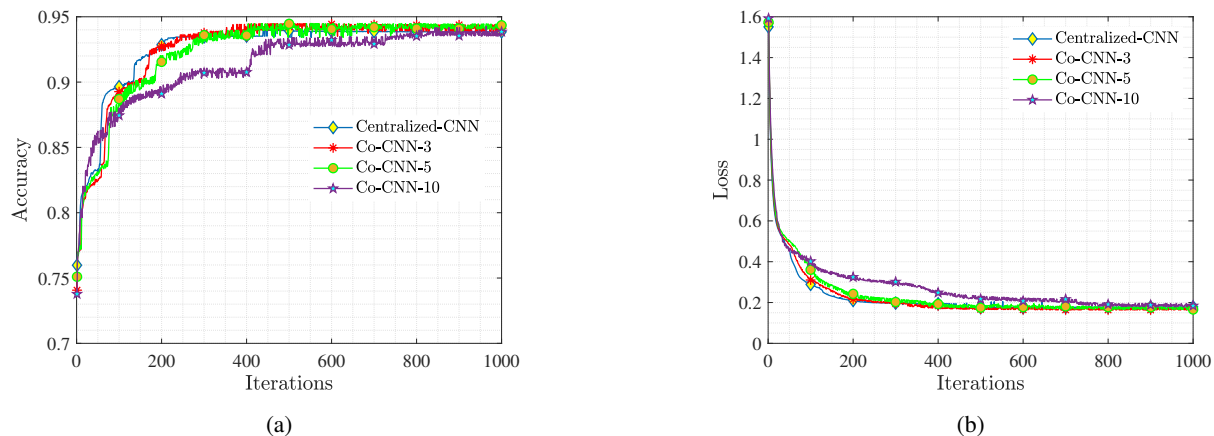 0.95
0.9
0.85
0.8
0.75
0.7
Accuracy
Centralized-CNN
Co-CNN-3
Co-CNN-5
Co-CNN-10
0 200 400 600 800 1000
Iterations
(a)
1.6
1.4
1.2
1
0.8
0.6
0.4
0.2
0
Loss
Centralized-CNN
Co-CNN-3
Co-CNN-5
Co-CNN-10
0 200 400 600 800 1000
Iterations
(b)